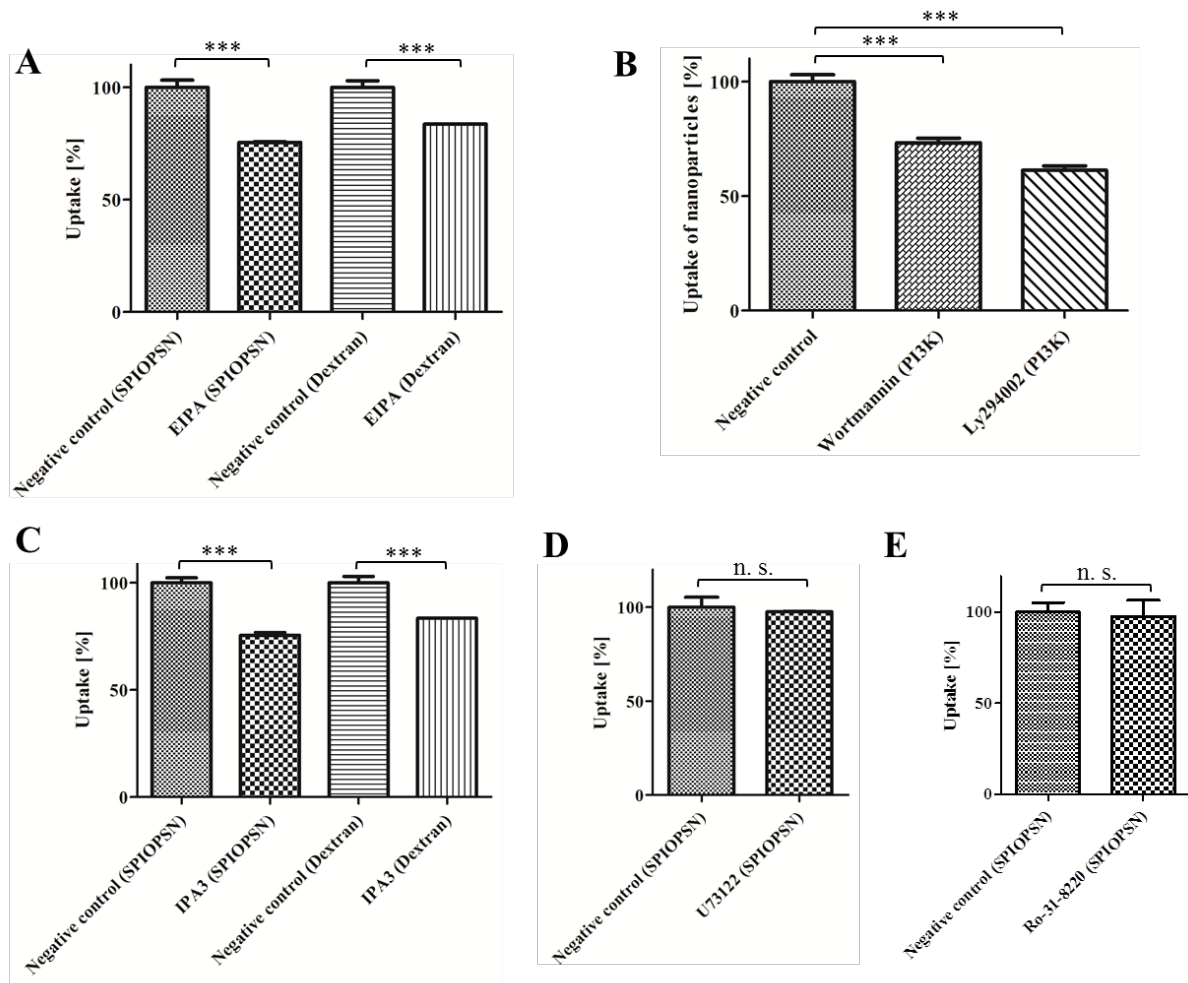 A
***
***
Uptake [%]
100
50
0
Negative control (SPIOPSN)
EIPA (SPIOPSN)
Negative control (Dextran)
EIPA (Dextran)
B
***
***
Uptake of nanoparticles [%]
100
50
0
Negative control
Wortmannin (PI3K)
Ly294002 (PI3K)
C
***
***
Uptake [%]
100
50
0
Negative control (SPIOPSN)
IPA3 (SPIOPSN)
Negative control (Dextran)
IPA3 (Dextran)
D
n. s.
Uptake [%]
100
50
0
Negative control (SPIOPSN)
U73122 (SPIOPSN)
E
n. s.
Uptake [%]
100
50
0
Negative control (SPIOPSN)
Ro-31-8220 (SPIOPSN)